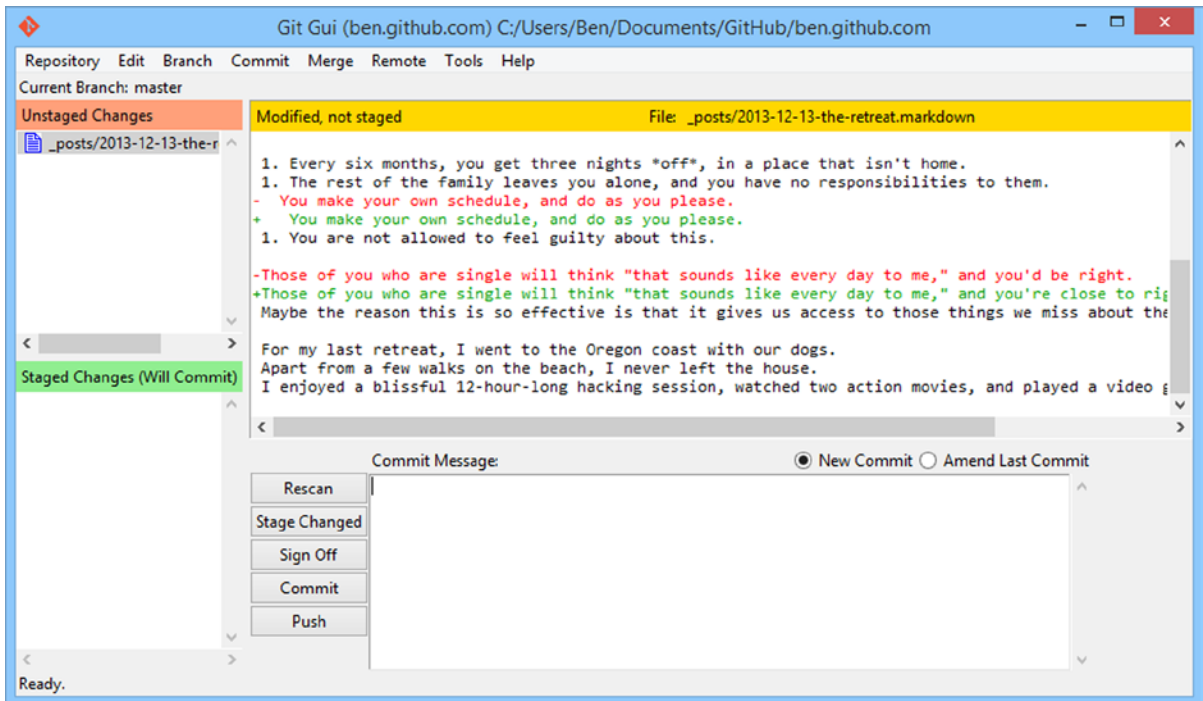 Git Gui (ben.github.com) C:/Users/Ben/Documents/GitHub/ben.github.com
Repository Edit Branch Commit Merge Remote Tools Help
Current Branch: master
Unstaged Changes
_posts/2013-12-13-the-r
Staged Changes (Will Commit)
Modified, not staged File: _posts/2013-12-13-the-retreat.markdown
1. Every six months, you get three nights *off*, in a place that isn't home.
1. The rest of the family leaves you alone, and you have no responsibilities to them.
-  You make your own schedule, and do as you please.
+   You make your own schedule, and do as you please.
1. You are not allowed to feel guilty about this.
-Those of you who are single will think "that sounds like every day to me," and you'd be right.
+Those of you who are single will think "that sounds like every day to me," and you're close to rig
Maybe the reason this is so effective is that it gives us access to those things we miss about the
For my last retreat, I went to the Oregon coast with our dogs.
Apart from a few walks on the beach, I never left the house.
I enjoyed a blissful 12-hour-long hacking session, watched two action movies, and played a video g
Commit Message: New Commit Amend Last Commit
Rescan
Stage Changed
Sign Off
Commit
Push
Ready.